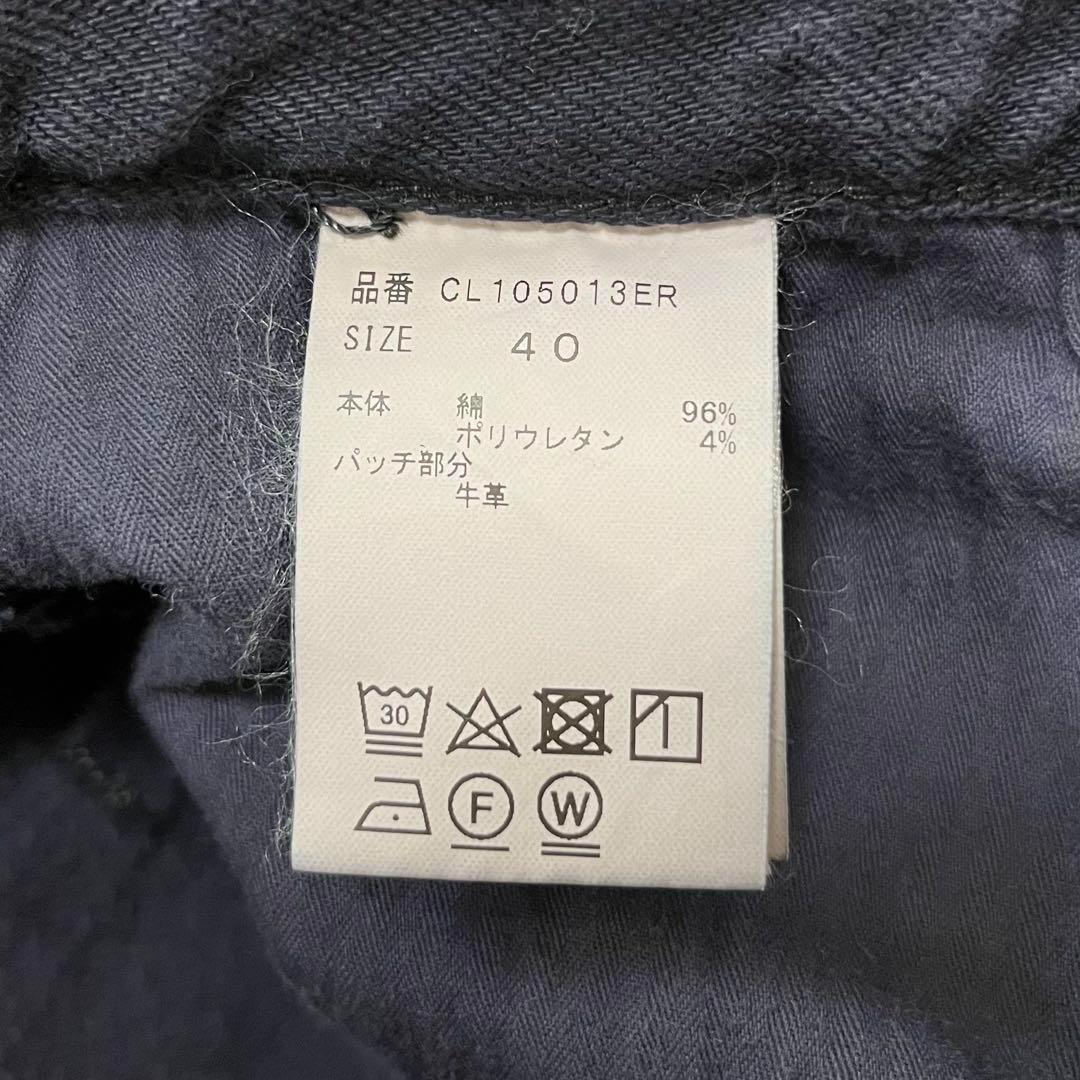 品番 CL105013ER
SIZE 40
本体 綿 96%
ポリウレタン 4%
パッチ部分
牛革
30
F W